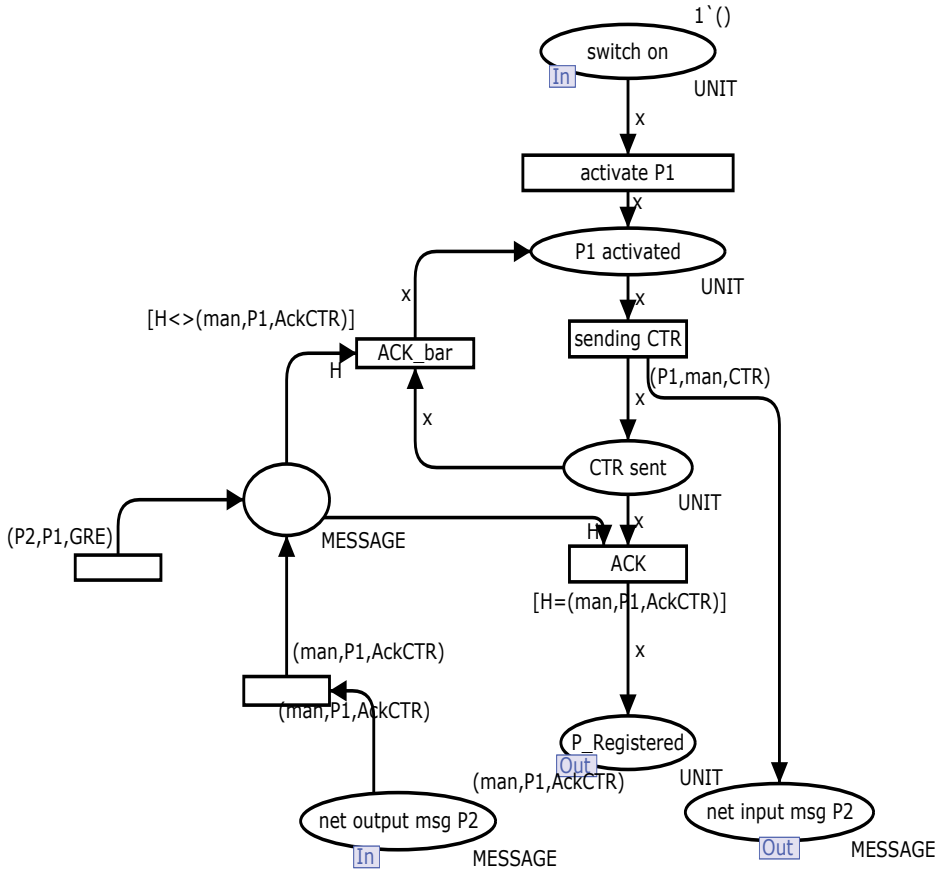 1`()
switch on
In
UNIT
x
activate P1
x
P1 activated
UNIT
x
x
[H<>(man,P1,AckCTR)]
sending CTR
ACK_bar
H
(P1,man,CTR)
x
x
CTR sent
UNIT
(P2,P1,GRE)
MESSAGE
H
x
ACK
[H=(man,P1,AckCTR)]
(man,P1,AckCTR)
x
(man,P1,AckCTR)
P_Registered
Out
(man,P1,AckCTR)
UNIT
net output msg P2
In
MESSAGE
net input msg P2
Out
MESSAGE